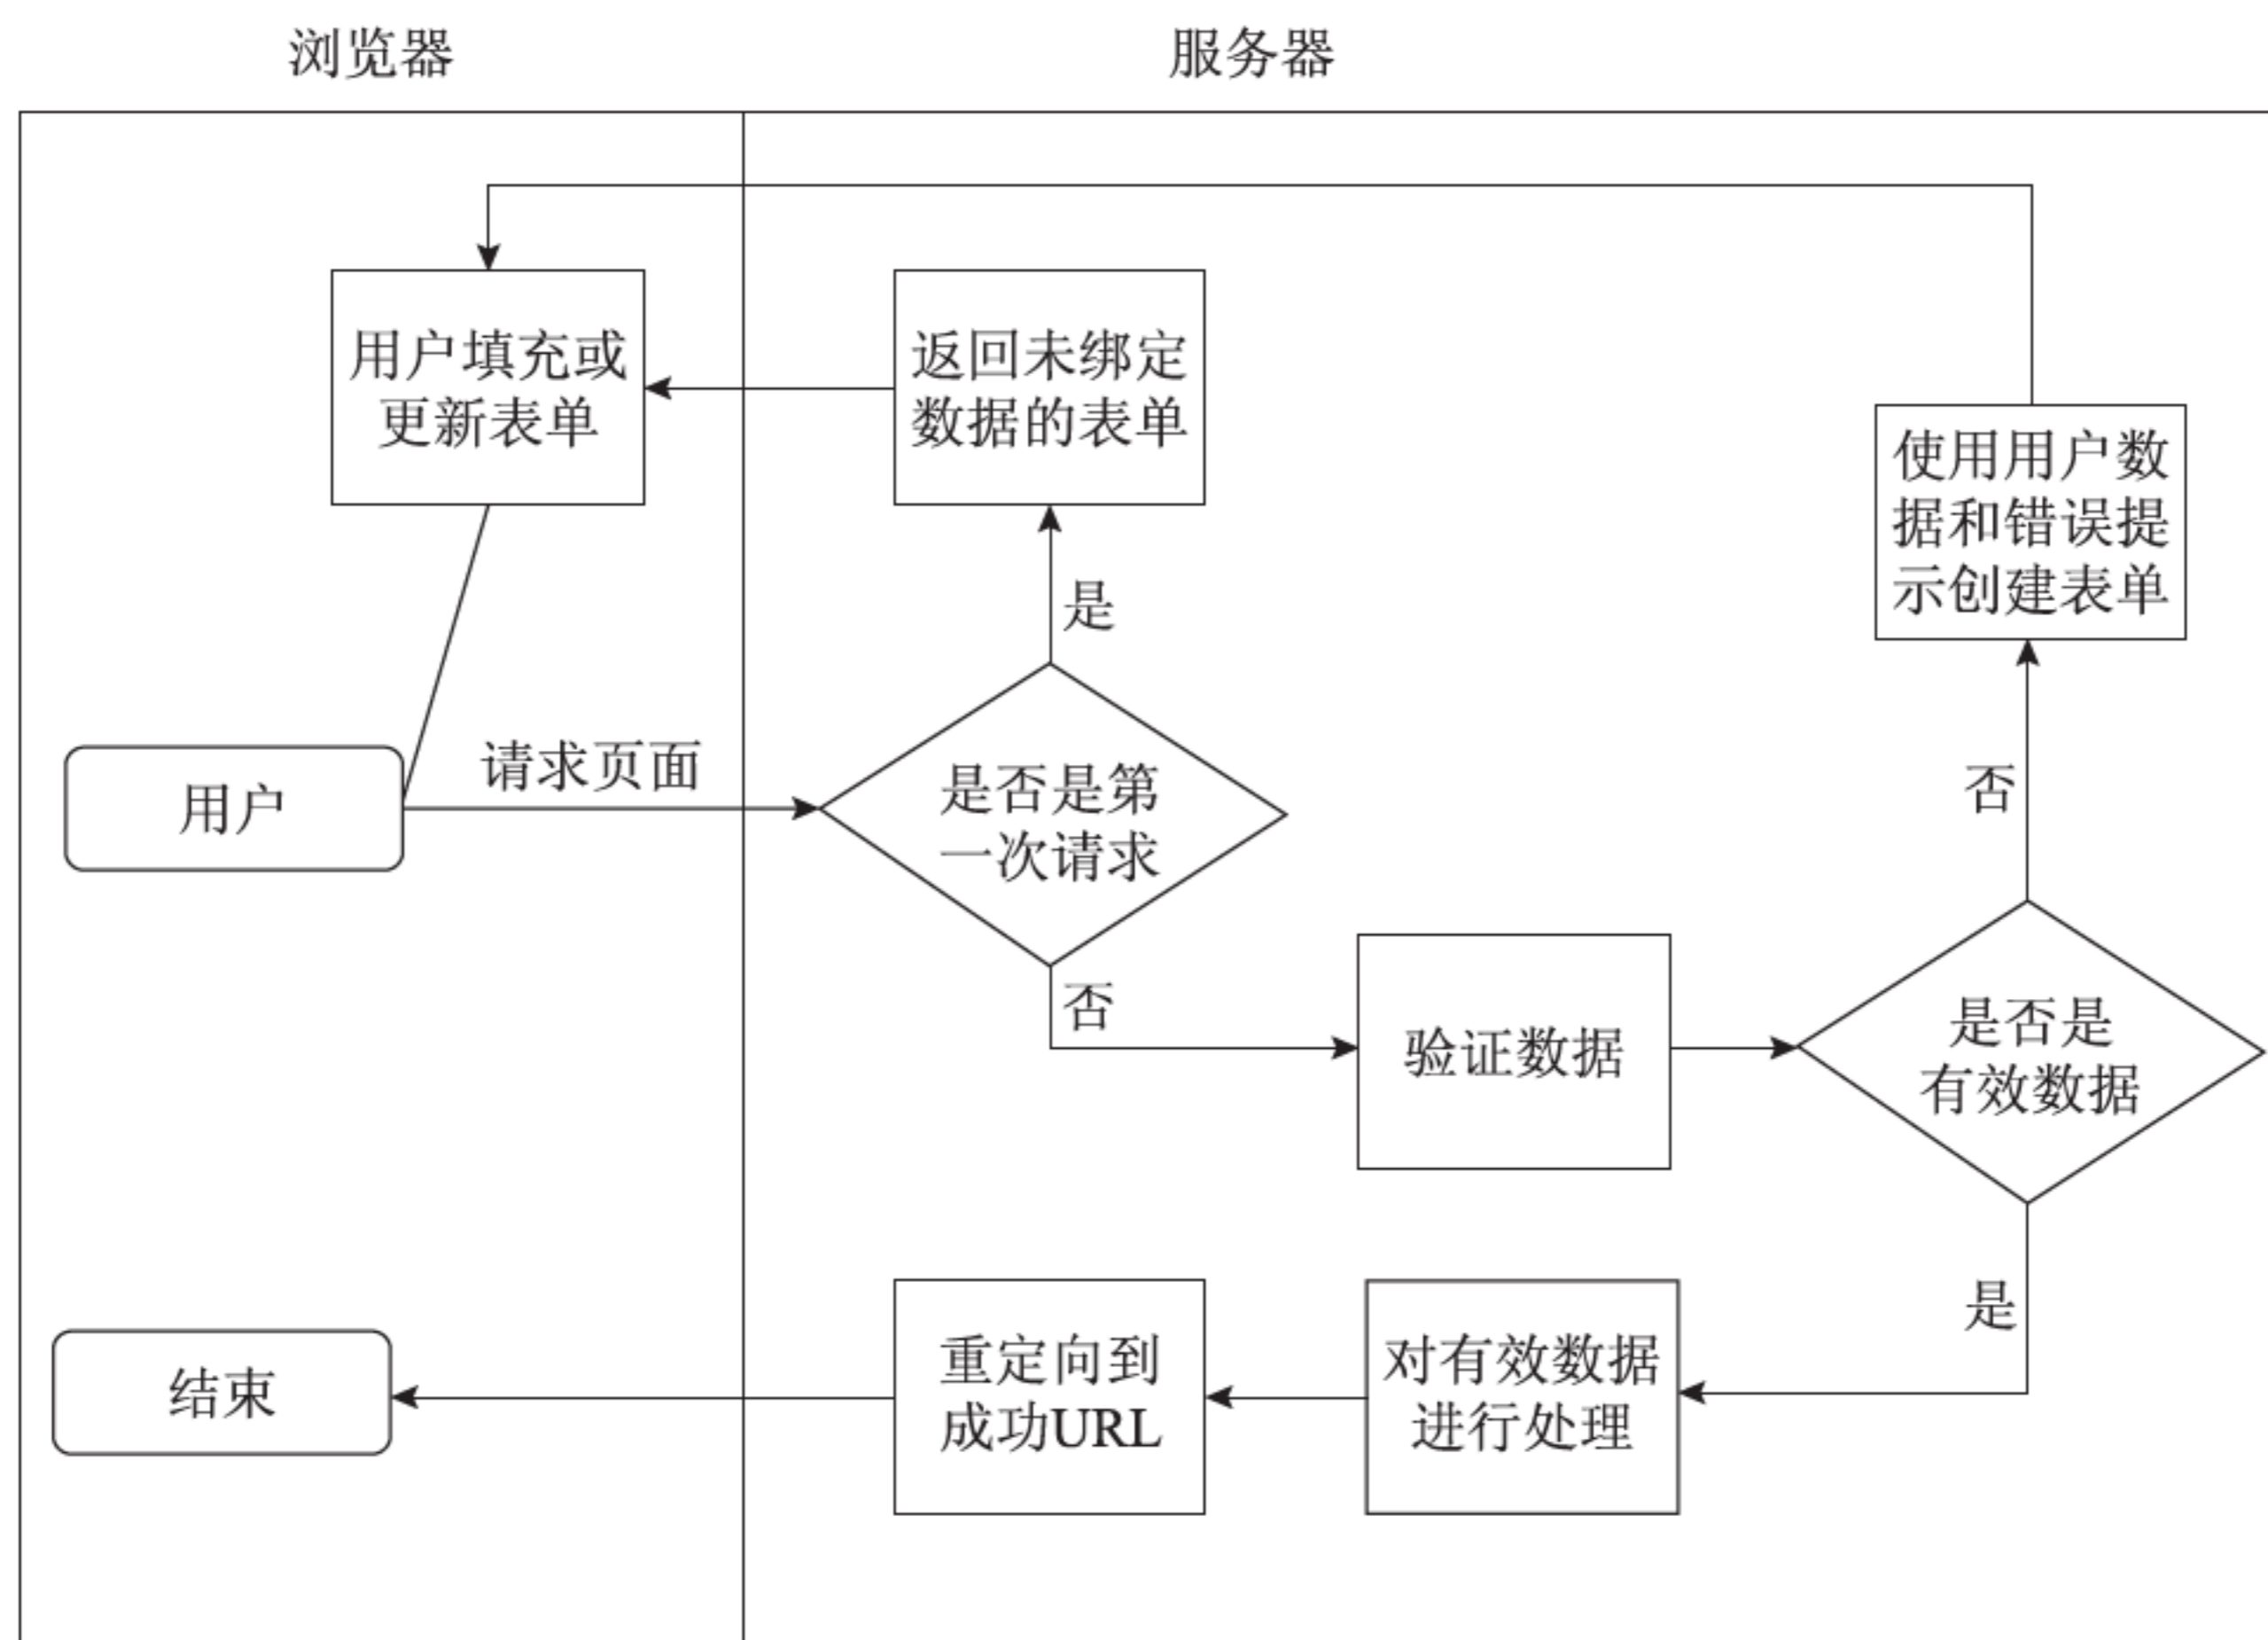 浏览器
服务器
用户填充或
更新表单
返回未绑定
数据的表单
使用用户数
据和错误提
示创建表单
是
请求页面
用户
是否是第
一次请求
否
否
验证数据
是否是
有效数据
是
结束
重定向到
成功URL
对有效数据
进行处理